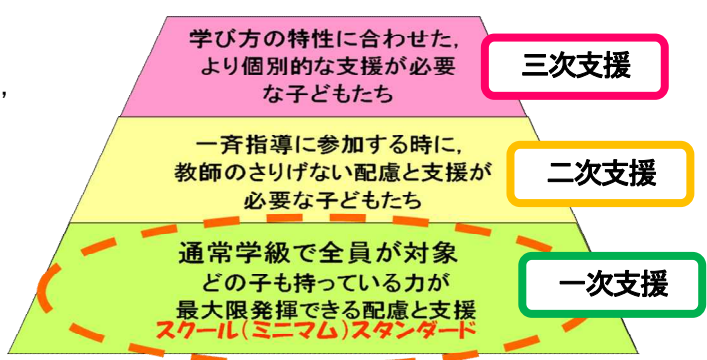 学び方の特性に合わせた,
より個別的な支援が必要
な子どもたち
三次支援
,
一斉指導に参加する時に,
教師のさりげない配慮と支援が
必要な子どもたち
二次支援
通常学級で全員が対象
どの子も持っている力が
最大限発揮できる配慮と支援
スクール(ミニマム)スタンダード
一次支援